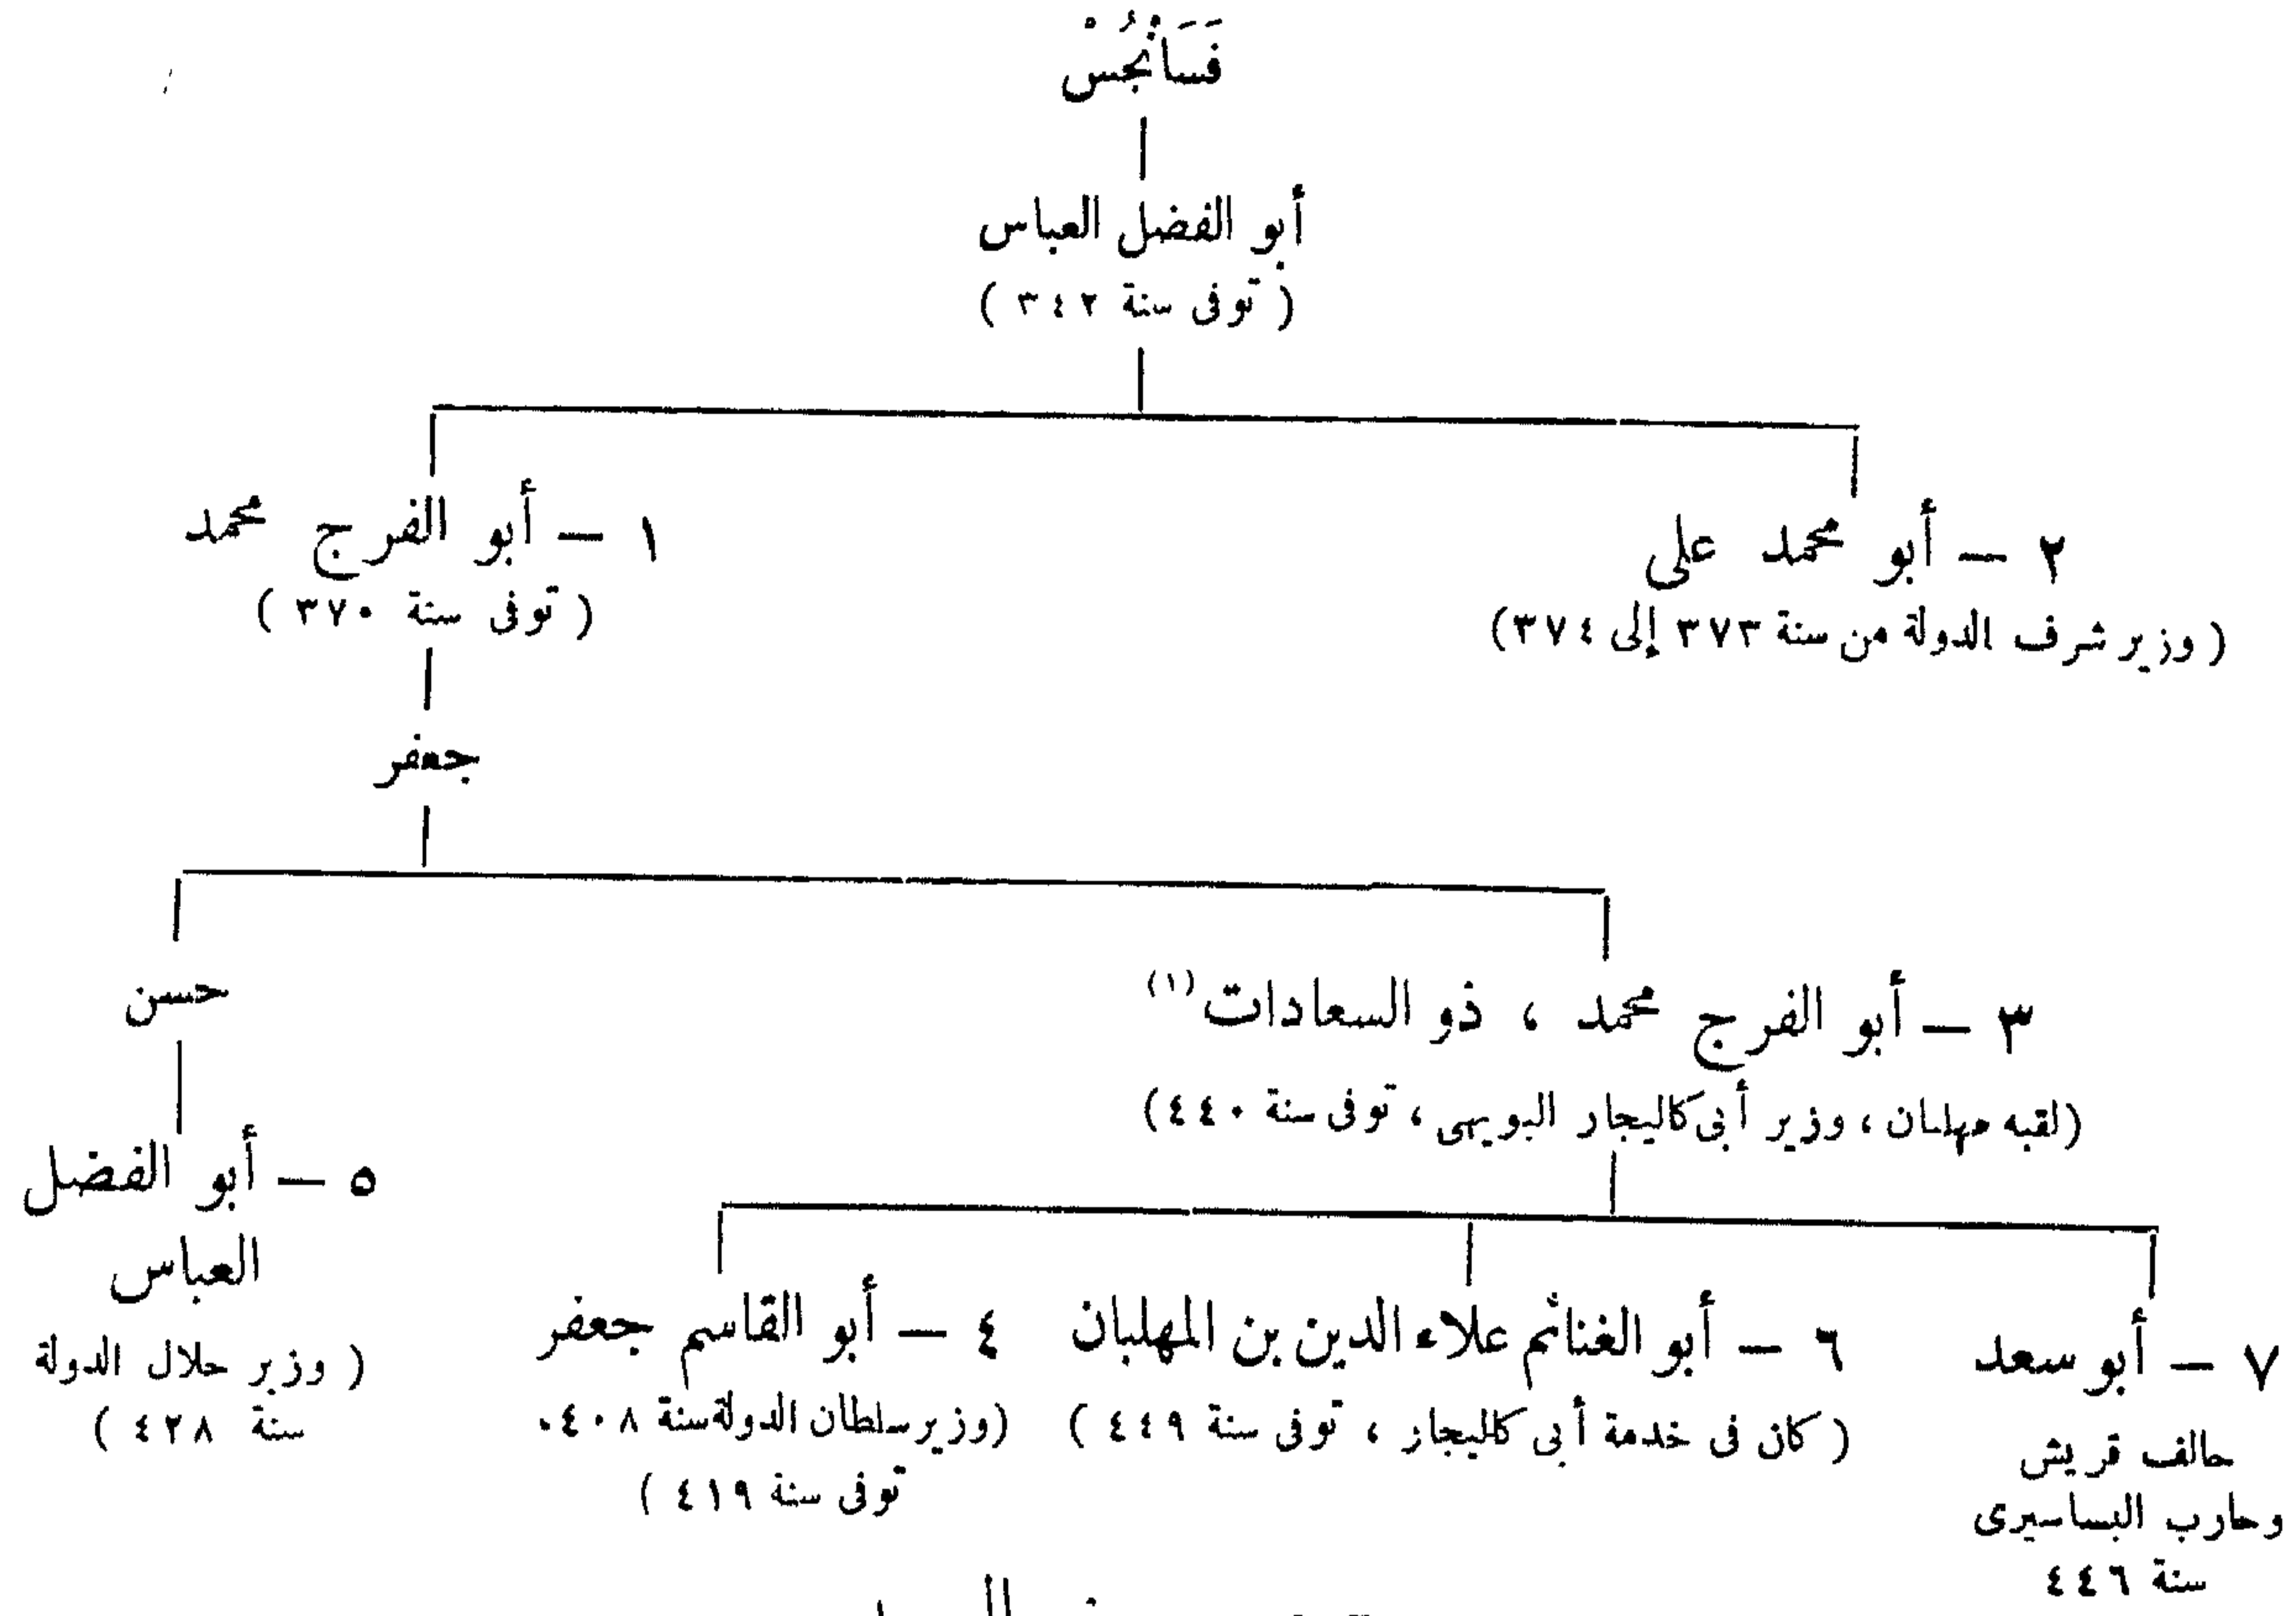 فَسَانْجُسْ
أبو الفضل العباس
( توفى سنة ٣٤٢ )
٢ — أبو محمد على
( وزير شرف الدولة من سنة ٣٧٣ إلى ٣٧٤ )
١ — أبو الفرج محمد
( توفى سنة ٣٧٠ )
جعفر
٣ — أبو الفرج محمد ، ذو السعادات (١)
(لقبه مهلبان ، وزير أبى كاليجار البويهى ، توفى سنة ٤٤٠)
حسن
٧ — أبو سعد
حالف قريش
وحارب البساسيرى
سنة ٤٤٦
٦ — أبو الغنائم علاء الدين بن المهلبان
( كان فى خدمة أبى كاليجار ، توفى سنة ٤٤٩ )
٤ — أبو القاسم جعفر
(وزير سلطان الدولة سنة ٤٠٨،
توفى سنة ٤١٩ )
٥ — أبو الفضل
العباس
( وزير حلال الدولة
سنة ٤٢٨ )